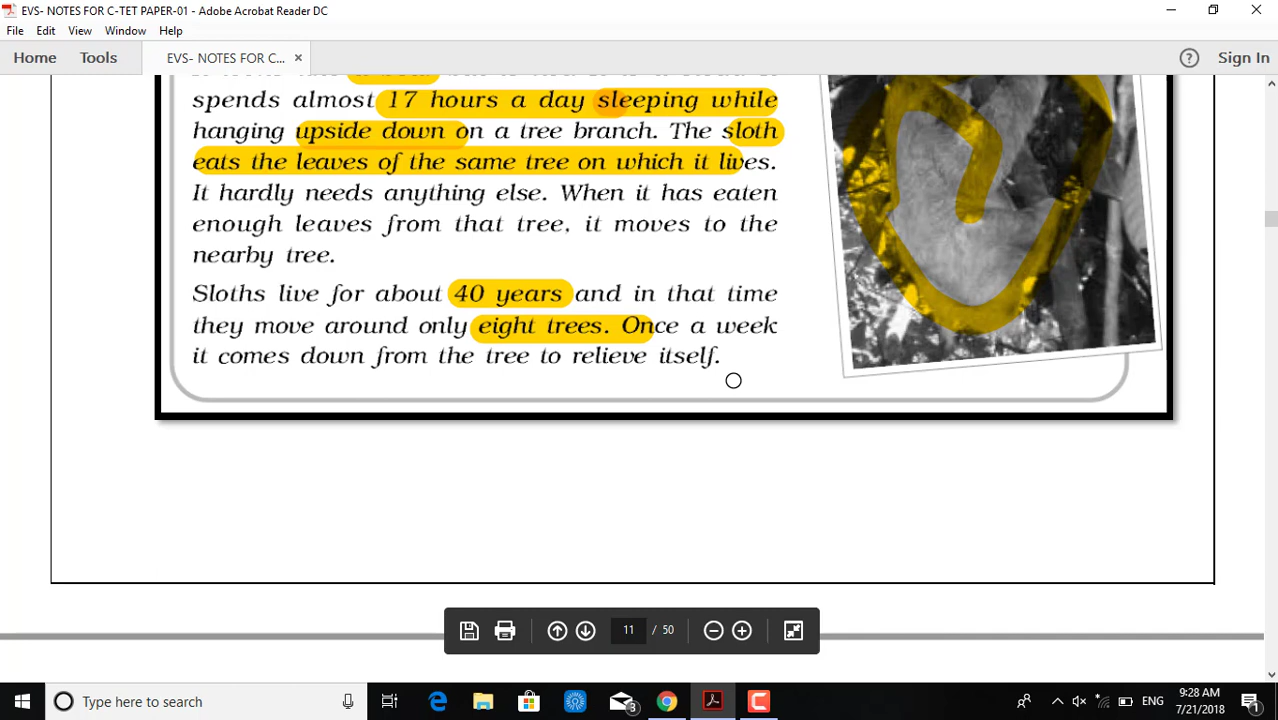 EVS- NOTES FOR C-TET PAPER-01 - Adobe Acrobat Reader DC
File Edit View Window Help
Home Tools EVS- NOTES FOR C... × Sign In
spends almost 17 hours a day sleeping while
hanging upside down on a tree branch. The sloth
eats the leaves of the same tree on which it lives.
It hardly needs anything else. When it has eaten
enough leaves from that tree, it moves to the
nearby tree.
Sloths live for about 40 years and in that time
they move around only eight trees. Once a week
it comes down from the tree to relieve itself.
11 / 50
Type here to search
3
ENG
9:28 AM
7/21/2018
1